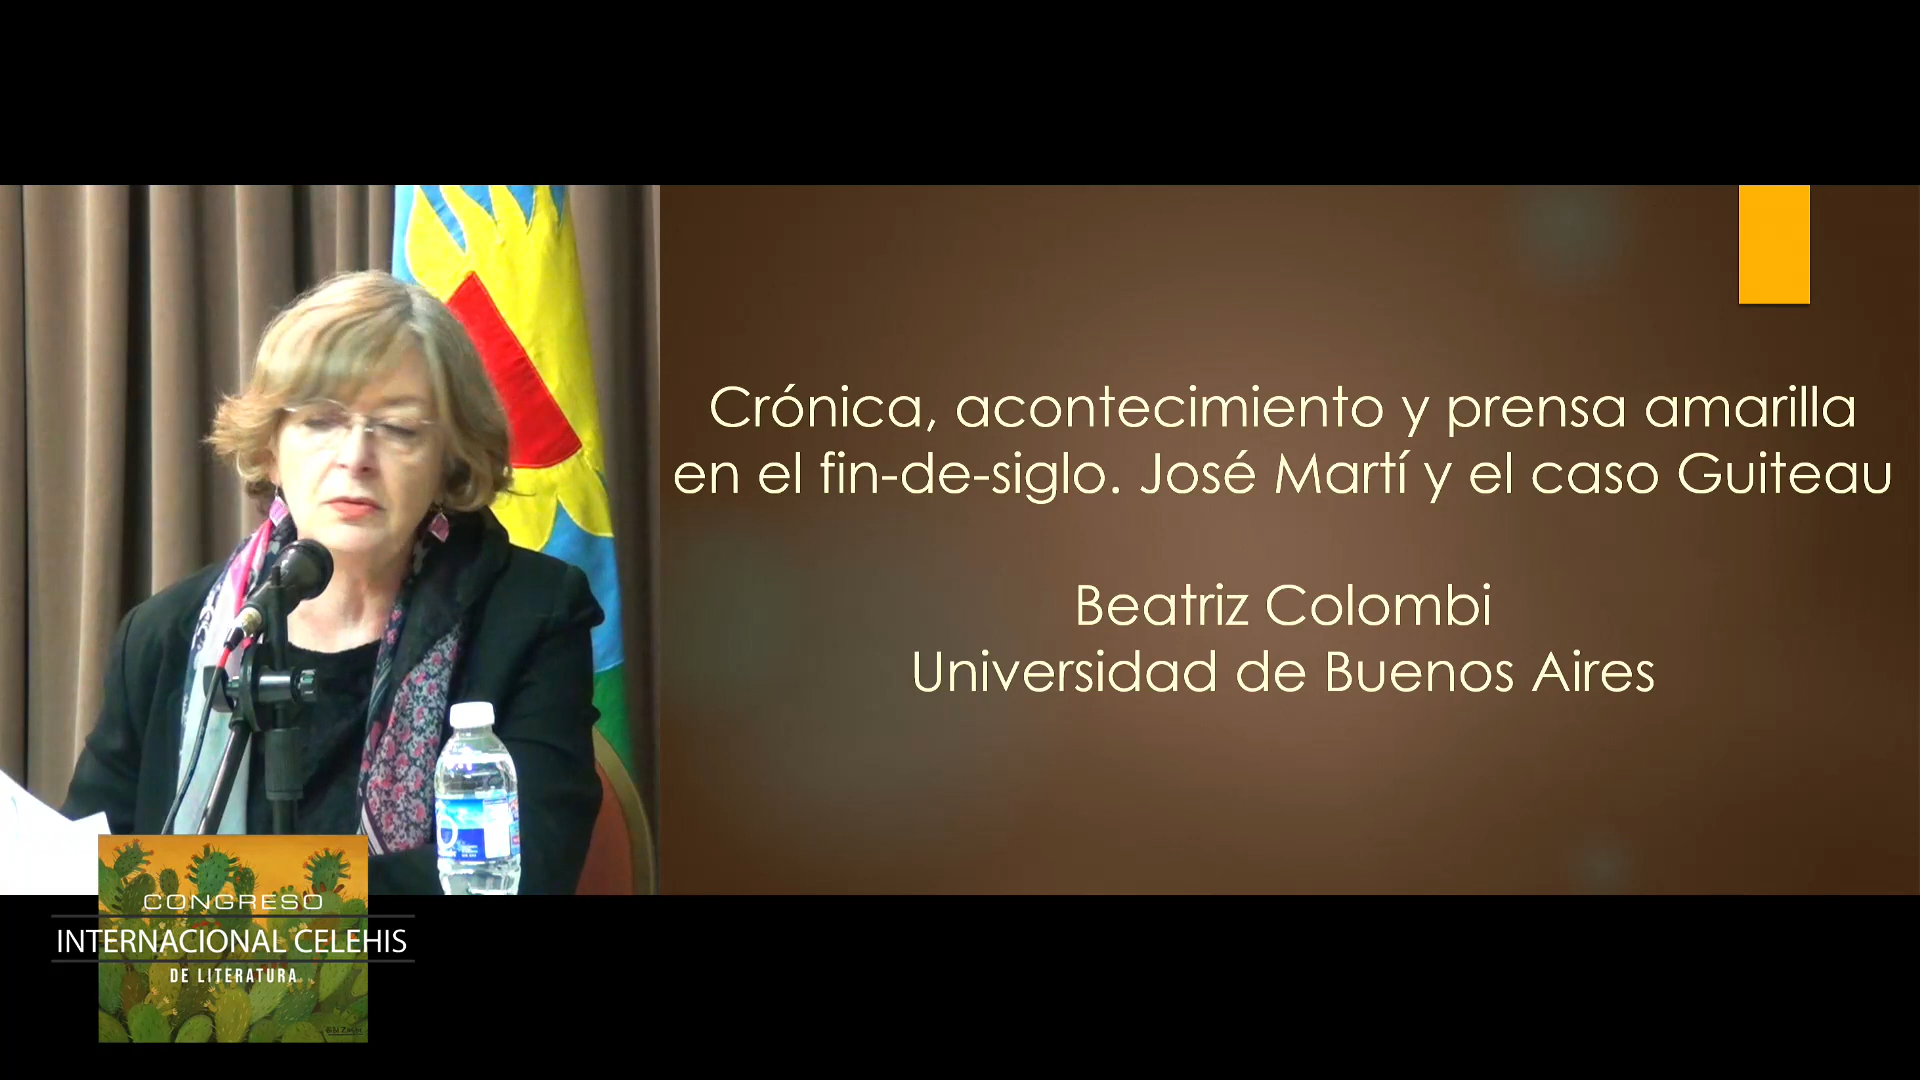 Crónica, acontecimiento y prensa amarilla
en el fin-de-siglo. José Martí y el caso Guiteau
Beatriz Colombi
Universidad de Buenos Aires
CONGRESO
INTERNACIONAL CELEHIS
DE LITERATURA